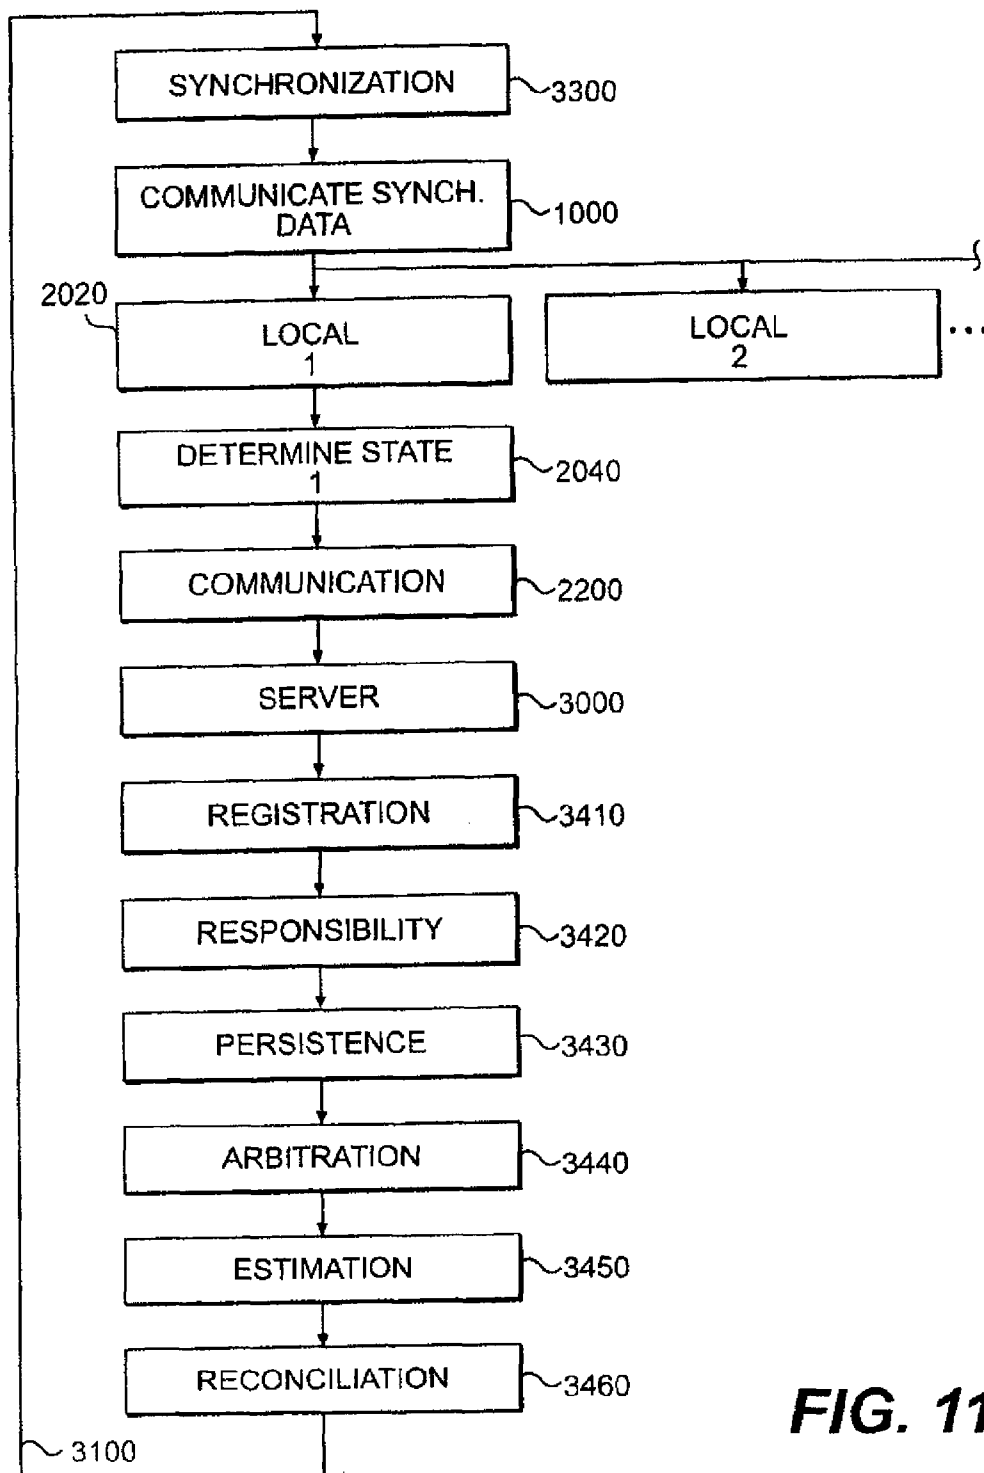 SYNCHRONIZATION
3300
COMMUNICATE SYNCH.
DATA
1000
2020
LOCAL
1
LOCAL
2
...
DETERMINE STATE
1
2040
COMMUNICATION
2200
SERVER
3000
REGISTRATION
3410
RESPONSIBILITY
3420
PERSISTENCE
3430
ARBITRATION
3440
ESTIMATION
3450
RECONCILIATION
3460
3100
FIG. 11